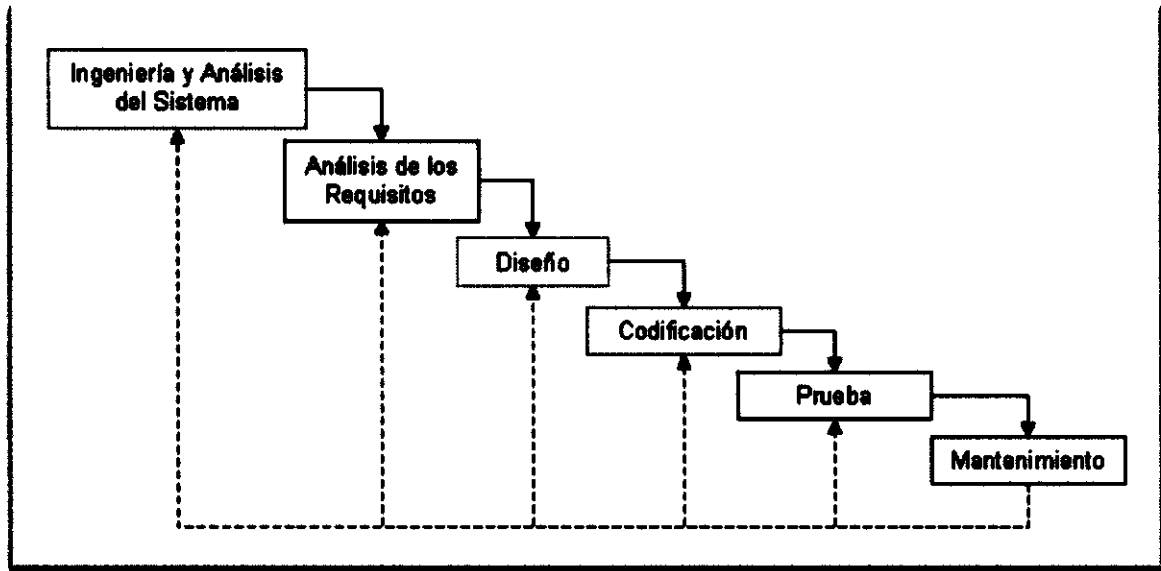 Ingeniería y Análisis
del Sistema
Análisis de los
Requisitos
Diseño
Codificación
Prueba
Mantenimiento